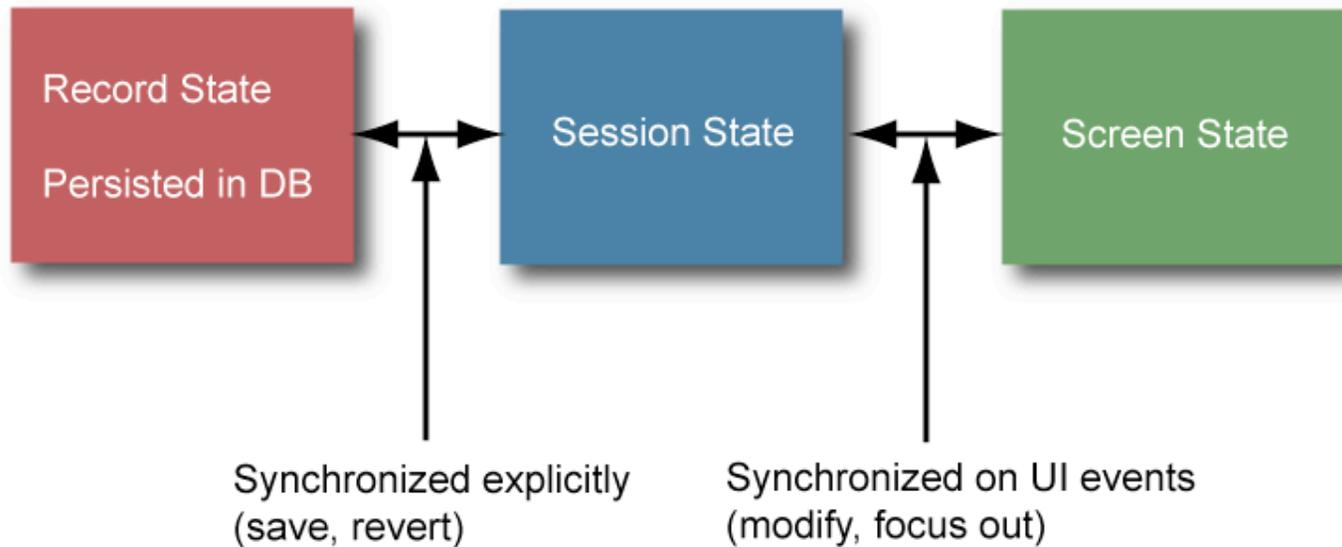 Record State
Persisted in DB
Session State
Screen State
Synchronized explicitly
(save, revert)
Synchronized on UI events
(modify, focus out)